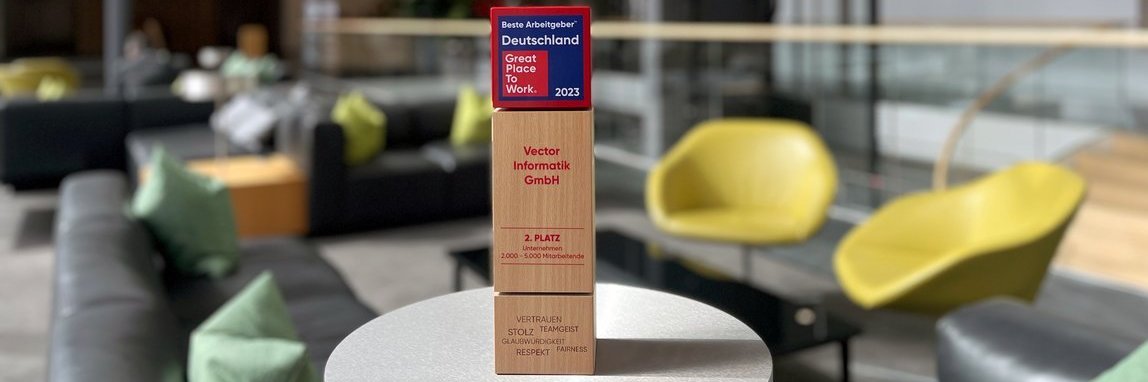 Beste Arbeitgeber™
Deutschland
Great
Place
To
Work®
2023
Vector
Informatik
GmbH
2. PLATZ
Unternehmen
2.000 – 5.000 Mitarbeitende
VERTRAUEN
STOLZ TEAMGEIST
GLAUBWÜRDIGKEIT
RESPEKT FAIRNESS